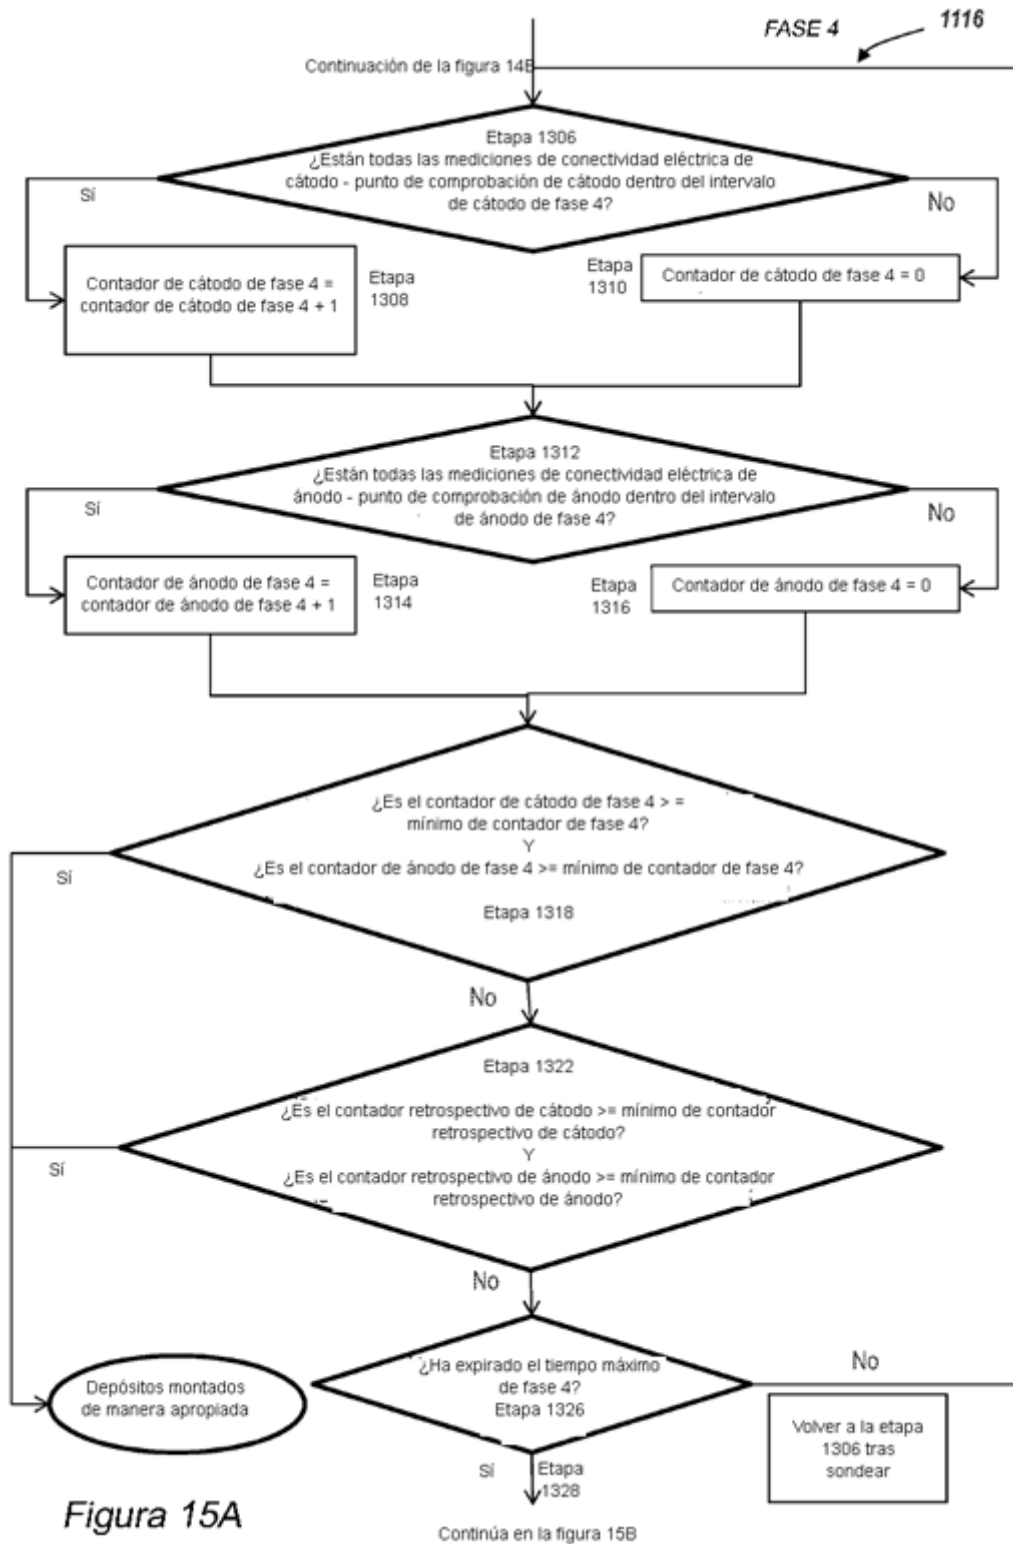 FASE 4
1116
Continuación de la figura 14B
Etapa 1306
¿Están todas las mediciones de conectividad eléctrica de
cátodo - punto de comprobación de cátodo dentro del intervalo
de cátodo de fase 4?
Sí
No
Contador de cátodo de fase 4 =
contador de cátodo de fase 4 + 1
Etapa
1308
Etapa
1310
Contador de cátodo de fase 4 = 0
Etapa 1312
¿Están todas las mediciones de conectividad eléctrica de
ánodo - punto de comprobación de ánodo dentro del intervalo
de ánodo de fase 4?
Sí
No
Contador de ánodo de fase 4 =
contador de ánodo de fase 4 + 1
Etapa
1314
Etapa
1316
Contador de ánodo de fase 4 = 0
¿Es el contador de cátodo de fase 4 > =
mínimo de contador de fase 4?
Y
¿Es el contador de ánodo de fase 4 >= mínimo de contador de fase 4?
Etapa 1318
Sí
No
Etapa 1322
¿Es el contador retrospectivo de cátodo >= mínimo de contador
retrospectivo de cátodo?
Y
¿Es el contador retrospectivo de ánodo >= mínimo de contador
retrospectivo de ánodo?
Sí
No
¿Ha expirado el tiempo máximo
de fase 4?
Etapa 1326
No
Depósitos montados
de manera apropiada
Volver a la etapa
1306 tras
sondear
Sí
Etapa
1328
Figura 15A
Continúa en la figura 15B